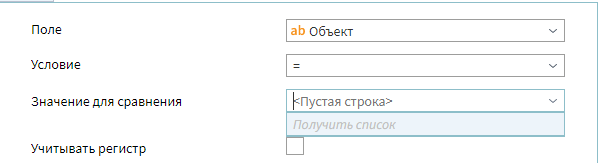 Поле
ab Объект
Условие
=
Значение для сравнения
<Пустая строка>
Получить список
Учитывать регистр